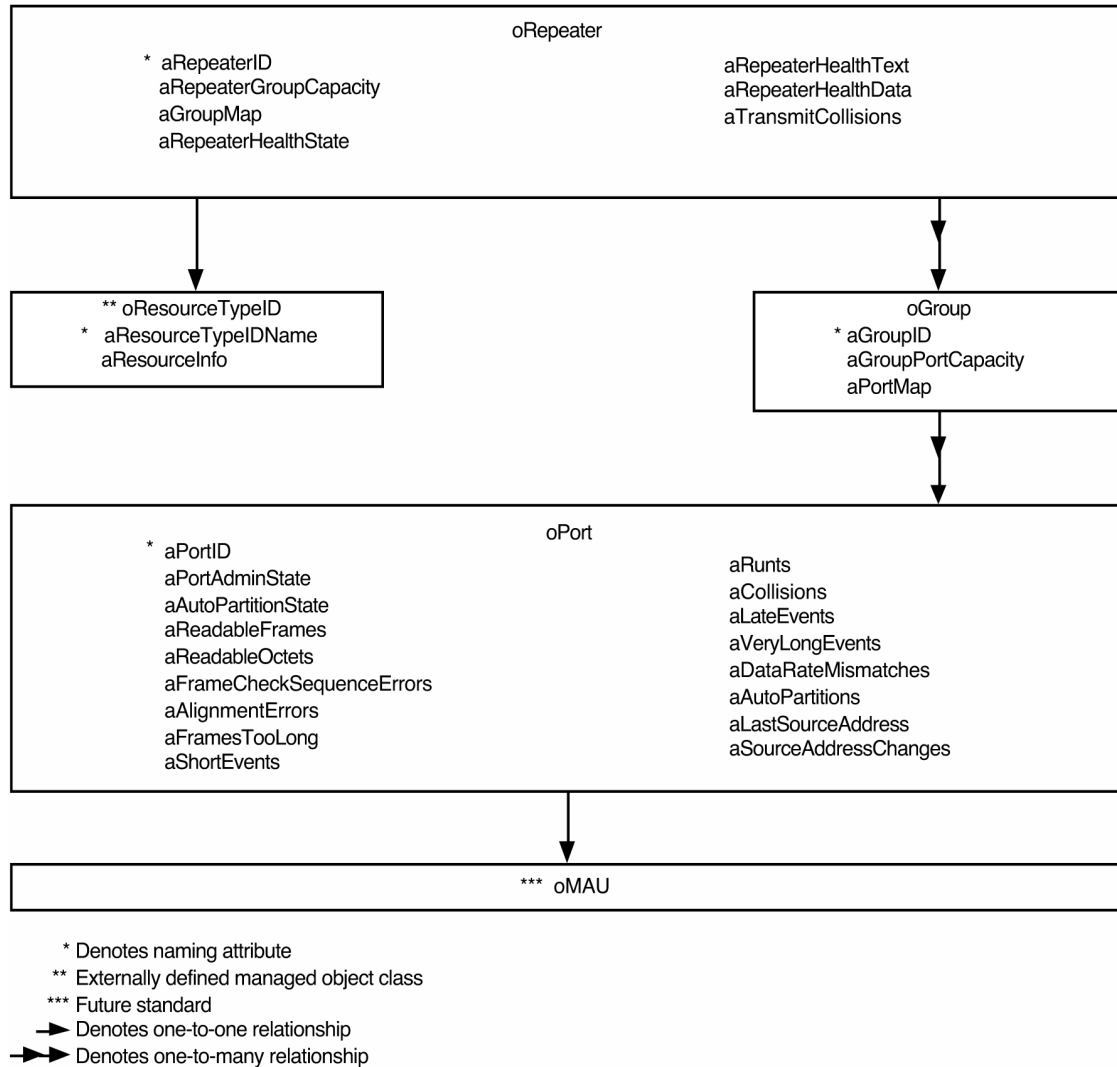 oRepeater
* aRepeaterID
aRepeaterGroupCapacity
aGroupMap
aRepeaterHealthState
aRepeaterHealthText
aRepeaterHealthData
aTransmitCollisions
** oResourceTypeID
* aResourceTypeIDName
aResourceInfo
oGroup
* aGroupID
aGroupPortCapacity
aPortMap
oPort
* aPortID
aPortAdminState
aAutoPartitionState
aReadableFrames
aReadableOctets
aFrameCheckSequenceErrors
aAlignmentErrors
aFramesTooLong
aShortEvents
aRunts
aCollisions
aLateEvents
aVeryLongEvents
aDataRateMismatches
aAutoPartitions
aLastSourceAddress
aSourceAddressChanges
*** oMAU
* Denotes naming attribute
** Externally defined managed object class
*** Future standard
Denotes one-to-one relationship
Denotes one-to-many relationship